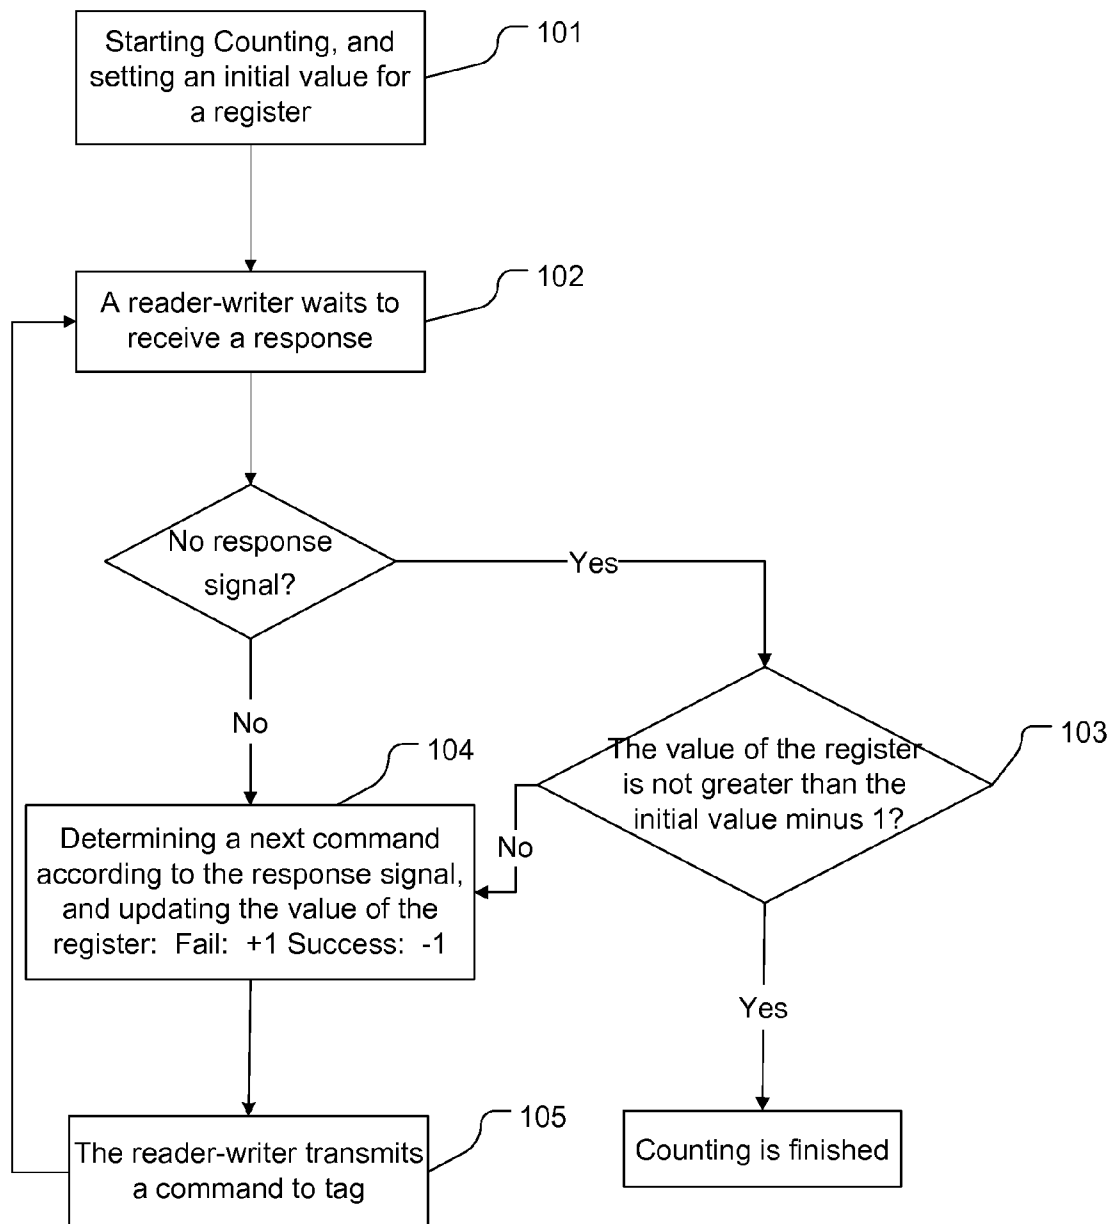 Starting Counting, and
setting an initial value for
a register
101
A reader-writer waits to
receive a response
102
No response
signal?
Yes
No
The value of the register
is not greater than the
initial value minus 1?
103
No
104
Determining a next command
according to the response signal,
and updating the value of the
register: Fail: +1 Success: -1
Yes
The reader-writer transmits
a command to tag
105
Counting is finished